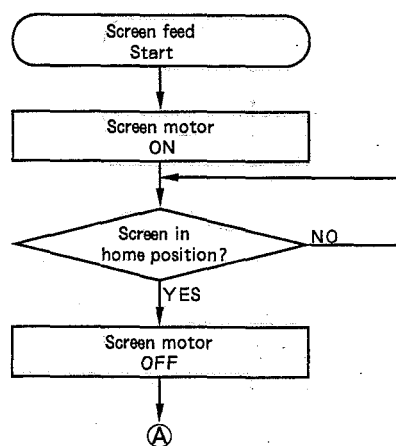 Screen feed
Start
Screen motor
ON
Screen in
home position?
NO
YES
Screen motor
OFF
A